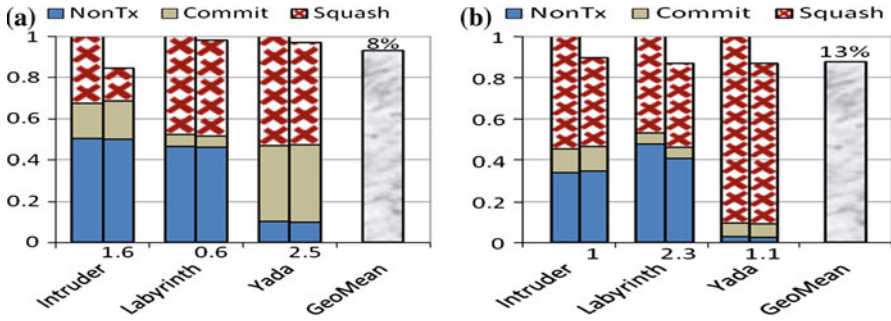 (a)
NonTx
Commit
Squash
1
0.8
0.6
0.4
0.2
0
8%
1.6
0.6
2.5
Intruder
Labyrinth
Yada
GeoMean
(b)
NonTx
Commit
Squash
1
0.8
0.6
0.4
0.2
0
13%
1
2.3
1.1
Intruder
Labyrinth
Yada
GeoMean